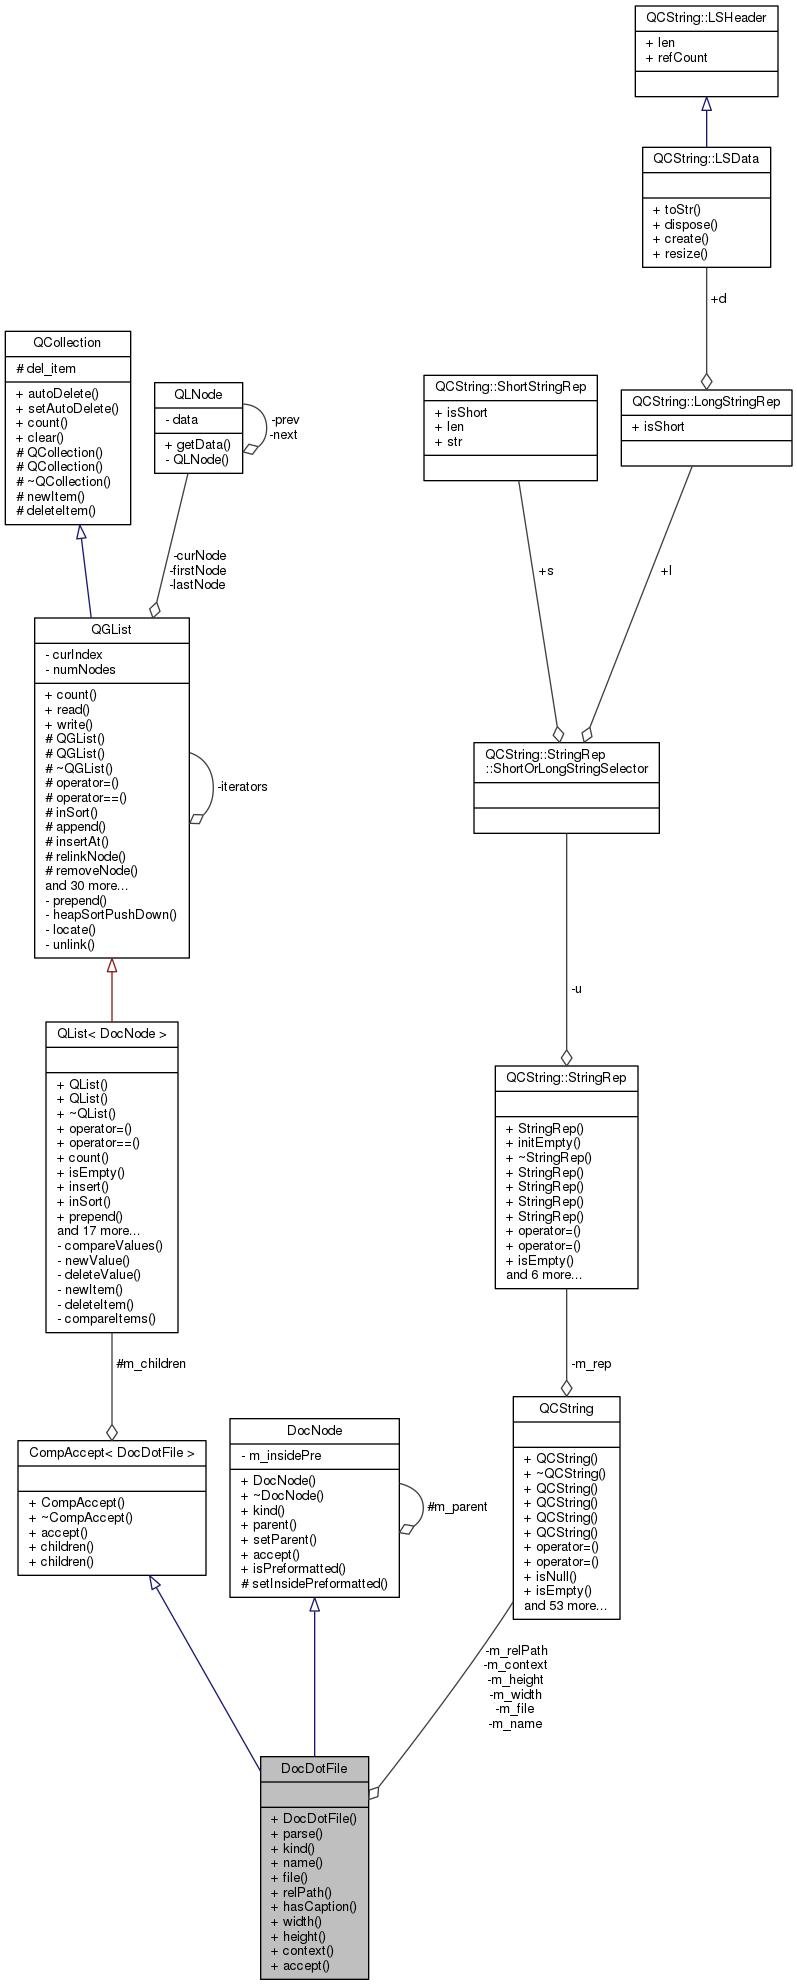 QCString::LSHeader
+ len
+ refCount
QCString::LSData
+ toStr()
+ dispose()
+ create()
+ resize()
+d
QCollection
# del_item
+ autoDelete()
+ setAutoDelete()
+ count()
+ clear()
# QCollection()
# QCollection()
# ~QCollection()
# newItem()
# deleteItem()
QLNode
- data
+ getData()
- QLNode()
-prev
-next
QCString::ShortStringRep
+ isShort
+ len
+ str
QCString::LongStringRep
+ isShort
-curNode
-firstNode
-lastNode
+s
+l
QGList
- curIndex
- numNodes
+ count()
+ read()
+ write()
# QGList()
# QGList()
# ~QGList()
# operator=()
# operator==()
# inSort()
# append()
# insertAt()
# relinkNode()
# removeNode()
and 30 more...
- prepend()
- heapSortPushDown()
- locate()
- unlink()
-iterators
QCString::StringRep
::ShortOrLongStringSelector
-u
QList< DocNode >
+ QList()
+ QList()
+ ~QList()
+ operator=()
+ operator==()
+ count()
+ isEmpty()
+ insert()
+ inSort()
+ prepend()
and 17 more...
- compareValues()
- newValue()
- deleteValue()
- newItem()
- deleteItem()
- compareItems()
QCString::StringRep
+ StringRep()
+ initEmpty()
+ ~StringRep()
+ StringRep()
+ StringRep()
+ StringRep()
+ StringRep()
+ operator=()
+ operator=()
+ isEmpty()
and 6 more...
#m_children
-m_rep
CompAccept< DocDotFile >
+ CompAccept()
+ ~CompAccept()
+ accept()
+ children()
+ children()
DocNode
- m_insidePre
+ DocNode()
+ ~DocNode()
+ kind()
+ parent()
+ setParent()
+ accept()
+ isPreformatted()
# setInsidePreformatted()
#m_parent
QCString
+ QCString()
+ ~QCString()
+ QCString()
+ QCString()
+ QCString()
+ QCString()
+ operator=()
+ operator=()
+ isNull()
+ isEmpty()
and 53 more...
-m_relPath
-m_context
-m_height
-m_width
-m_file
-m_name
DocDotFile
+ DocDotFile()
+ parse()
+ kind()
+ name()
+ file()
+ relPath()
+ hasCaption()
+ width()
+ height()
+ context()
+ accept()